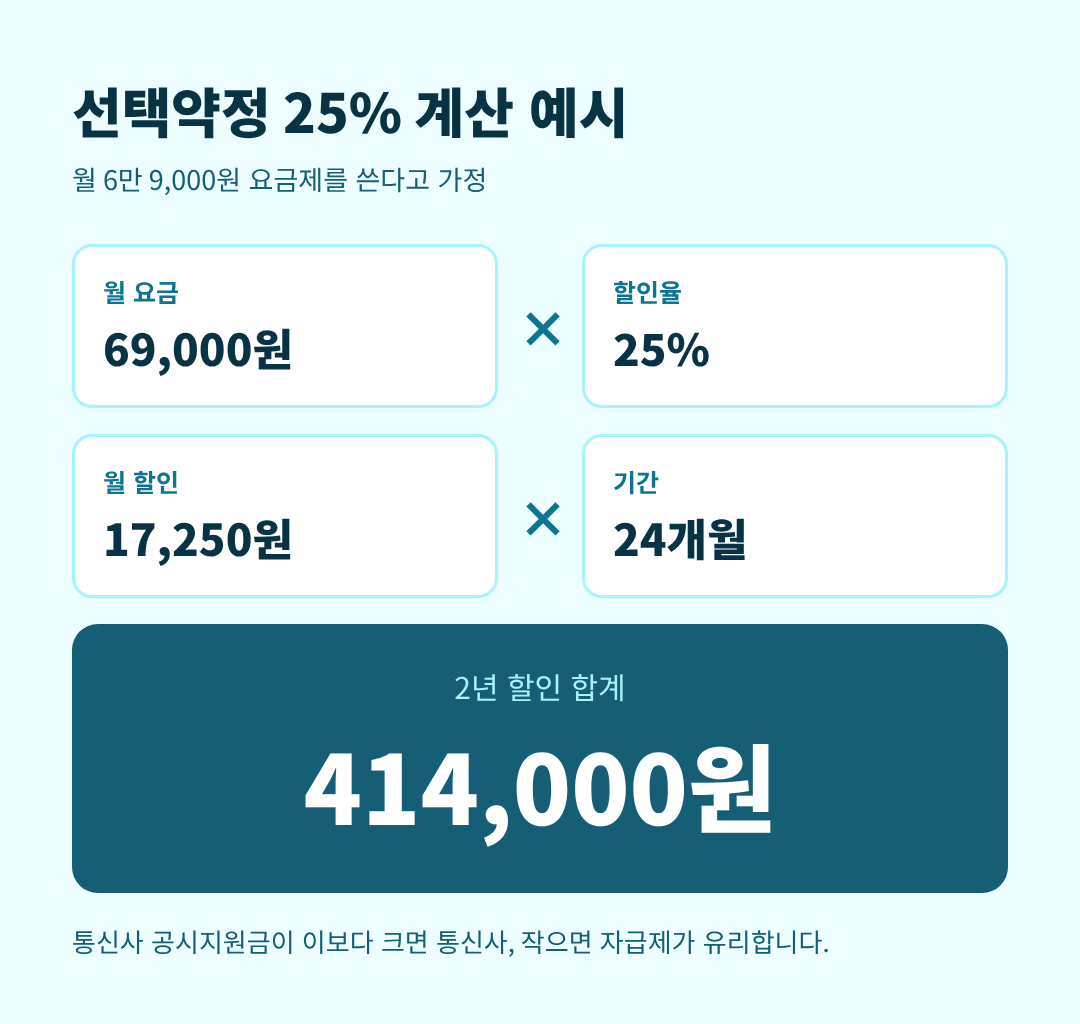 선택약정 25% 계산 예시
월 6만 9,000원 요금제를 쓴다고 가정
월 요금
69,000원
×
할인율
25%
월 할인
17,250원
×
기간
24개월
2년 할인 합계
414,000원
통신사 공시지원금이 이보다 크면 통신사, 작으면 자급제가 유리합니다.